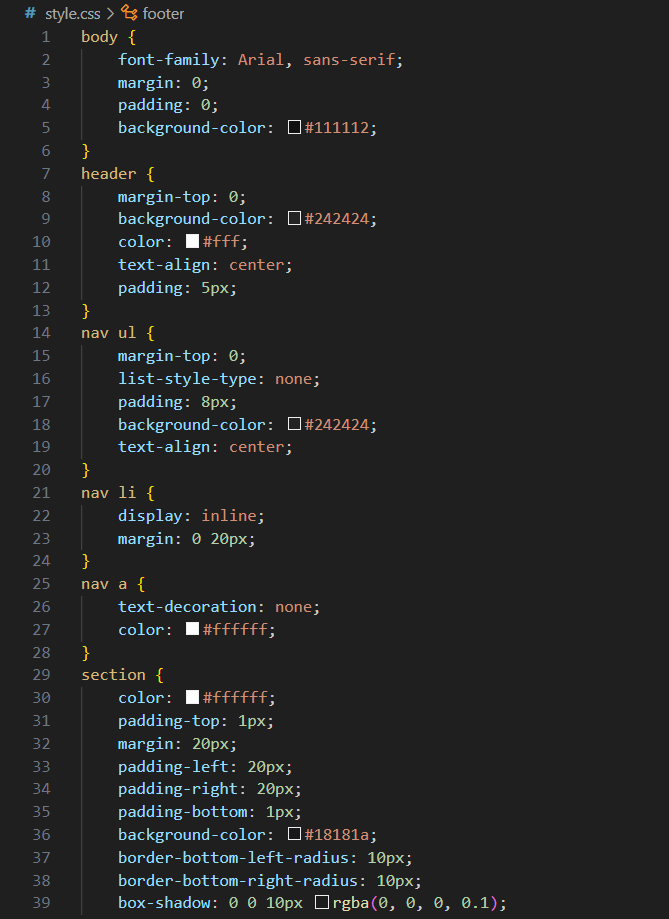 # style.css > footer
1 body {
2 font-family: Arial, sans-serif;
3 margin: 0;
4 padding: 0;
5 background-color: #111112;
6 }
7 header {
8 margin-top: 0;
9 background-color: #242424;
10 color: #fff;
11 text-align: center;
12 padding: 5px;
13 }
14 nav ul {
15 margin-top: 0;
16 list-style-type: none;
17 padding: 8px;
18 background-color: #242424;
19 text-align: center;
20 }
21 nav li {
22 display: inline;
23 margin: 0 20px;
24 }
25 nav a {
26 text-decoration: none;
27 color: #ffffff;
28 }
29 section {
30 color: #ffffff;
31 padding-top: 1px;
32 margin: 20px;
33 padding-left: 20px;
34 padding-right: 20px;
35 padding-bottom: 1px;
36 background-color: #18181a;
37 border-bottom-left-radius: 10px;
38 border-bottom-right-radius: 10px;
39 box-shadow: 0 0 10px rgba(0, 0, 0, 0.1);